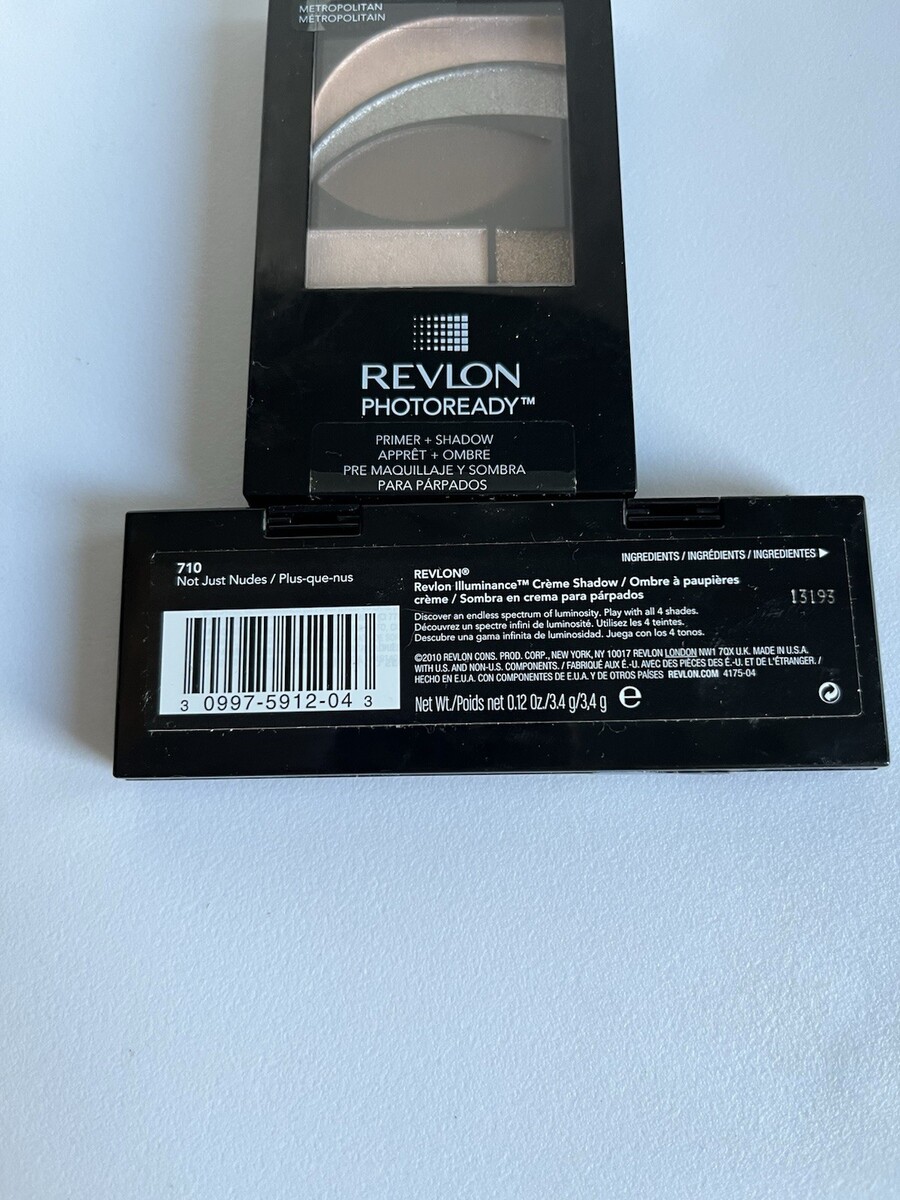 METROPOLITAN
MÉTROPOLITAIN
REVLON
PHOTOREADY™
PRIMER + SHADOW
APPRÊT + OMBRE
PRE MAQUILLAJE Y SOMBRA
PARA PÁRPADOS
710
Not Just Nudes / Plus-que-nus
3 0997-5912-04 3
INGREDIENTS / INGRÉDIENTS / INGREDIENTES
REVLON®
Revlon Illuminance™ Crème Shadow / Ombre à paupières
crème / Sombra en crema para párpados
13193
Discover an endless spectrum of luminosity. Play with all 4 shades.
Découvrez un spectre infini de luminosité. Utilisez les 4 teintes.
Descubre una gama infinita de luminosidad. Juega con los 4 tonos.
©2010 REVLON CONS. PROD. CORP., NEW YORK, NY 10017 REVLON LONDON NW1 7QX U.K. MADE IN U.S.A.
WITH U.S. AND NON-U.S. COMPONENTS. / FABRIQUÉ AUX É.-U. AVEC DES PIÈCES DES É.-U. ET DE L'ÉTRANGER. /
HECHO EN E.U.A. CON COMPONENTES DE E.U.A. Y DE OTROS PAÍSES REVLON.COM 4175-04
Net Wt./Poids net 0.12 Oz./3.4 g/3,4 g e